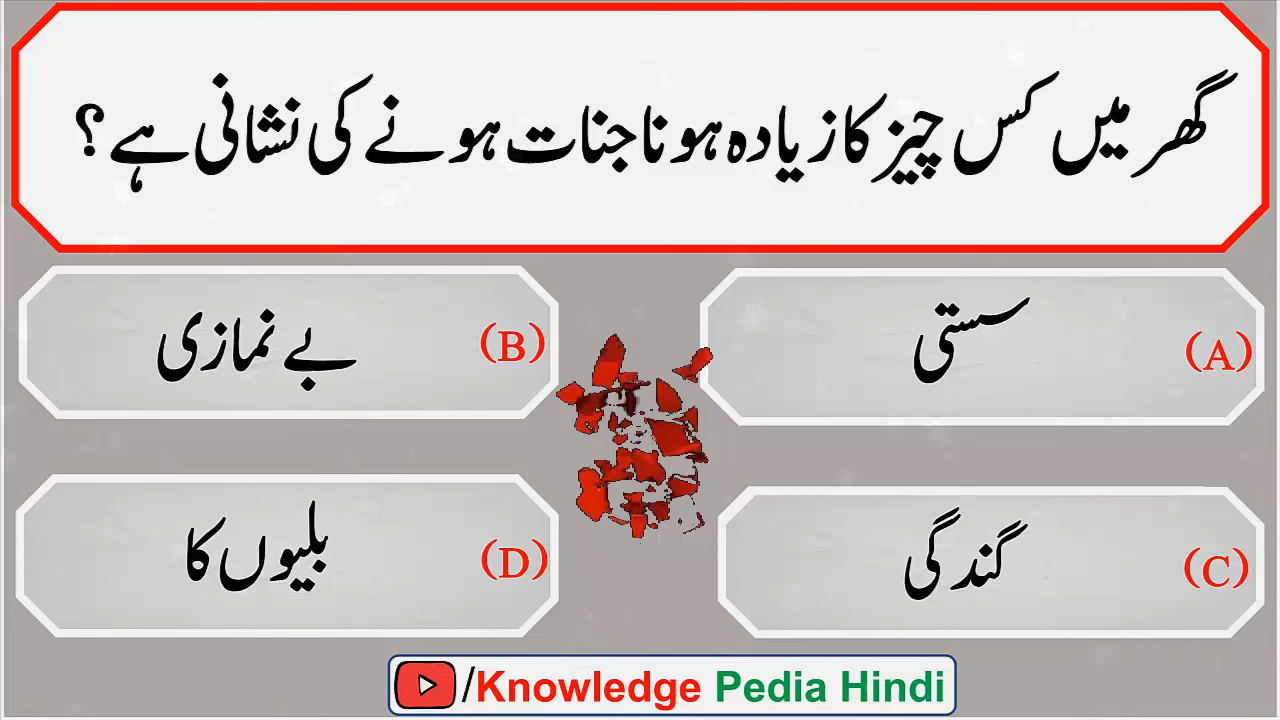 گھر میں کس چیز کا زیادہ ہونا جنات ہونے کی نشانی ہے؟
(A) سستی
(B) بے نمازی
(C) گندگی
(D) بلیوں کا
/Knowledge Pedia Hindi